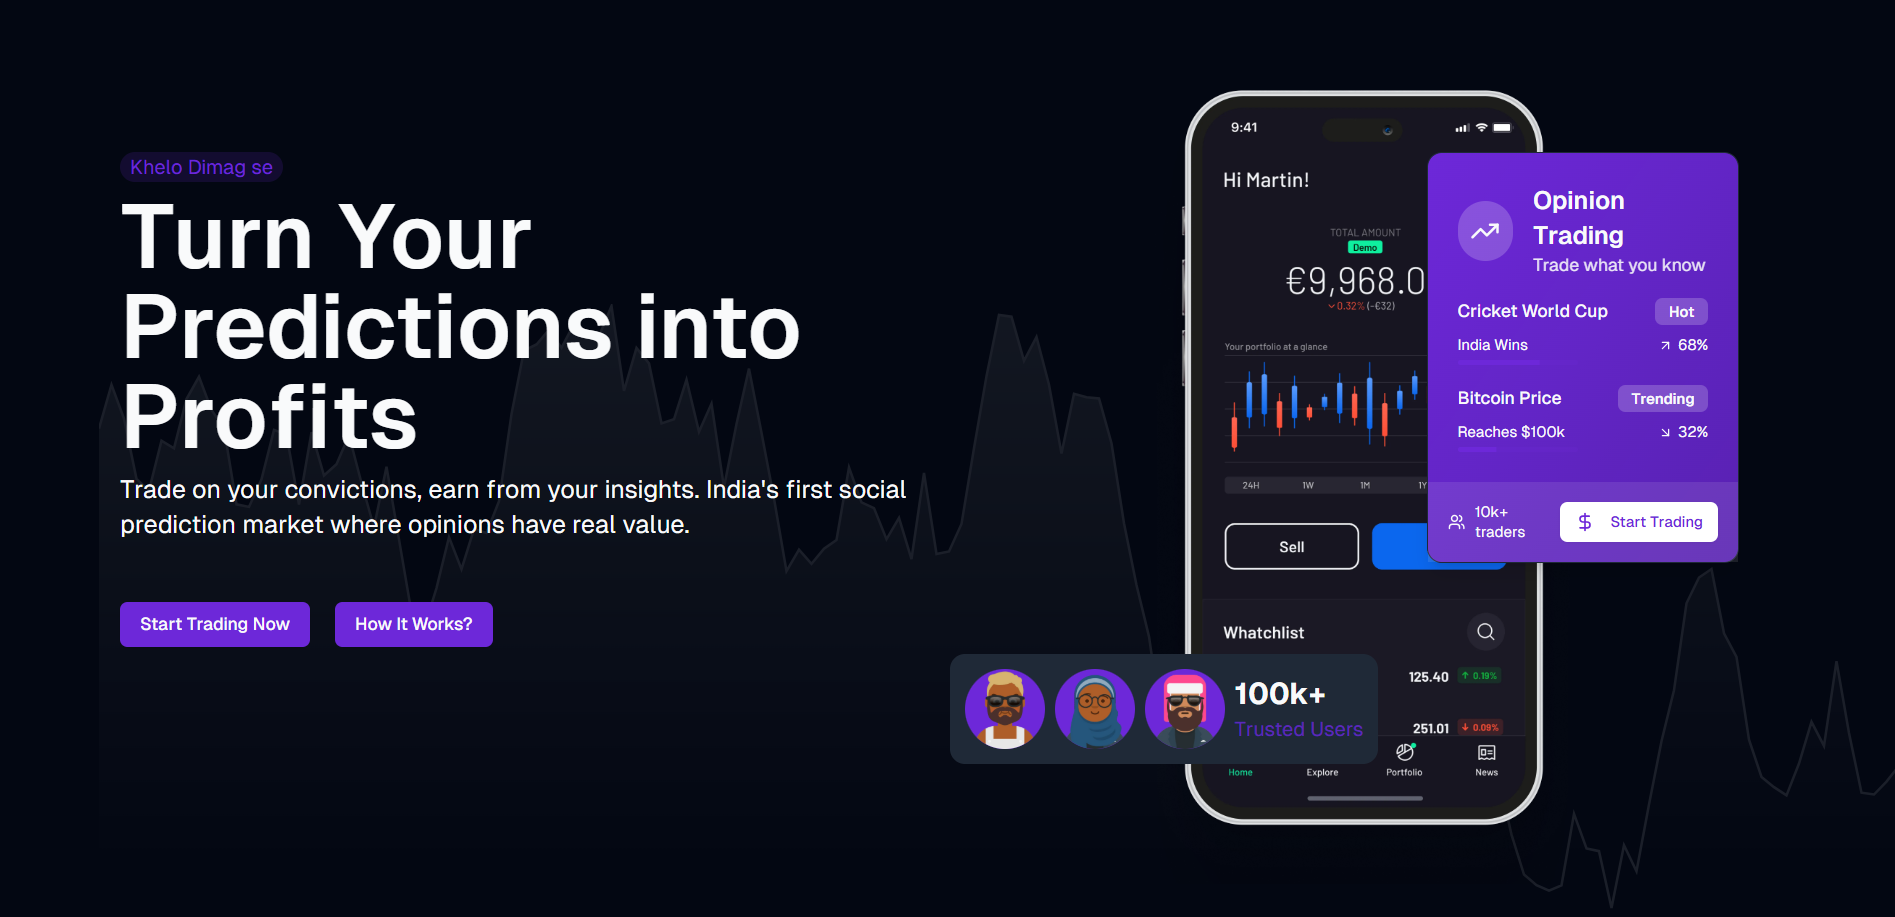 Khelo Dimag se
Turn Your
Predictions into
Profits
Trade on your convictions, earn from your insights. India's first social
prediction market where opinions have real value.
Start Trading Now
How It Works?
9:41
Hi Martin!
TOTAL AMOUNT
Demo
€9,968.0
0.32% (-€32)
Your portfolio at a glance
24H
1W
1M
1Y
Sell
Whatchlist
125.40
0.19%
251.01
0.09%
Home
Explore
Portfolio
News
Opinion
Trading
Trade what you know
Cricket World Cup
Hot
India Wins
68%
Bitcoin Price
Trending
Reaches $100k
32%
10k+
traders
$ Start Trading
100k+
Trusted Users